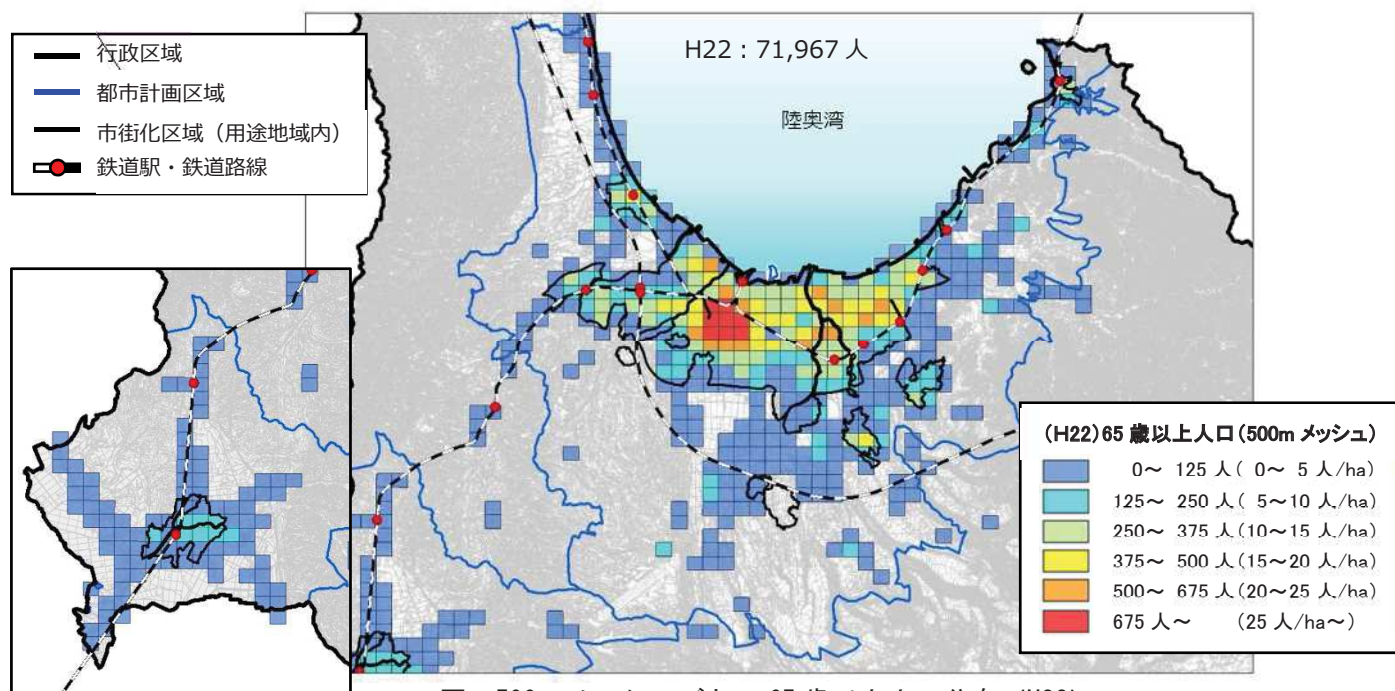 行政区域
都市計画区域
市街化区域（用途地域内）
鉄道駅・鉄道路線
H22：71,967 人
陸奥湾
(H22)65 歳以上人口(500m メッシュ)
0～ 125 人( 0～ 5 人/ha)
125～ 250 人( 5～10 人/ha)
250～ 375 人(10～15 人/ha)
375～ 500 人(15～20 人/ha)
500～ 675 人(20～25 人/ha)
675 人～ (25 人/ha～)